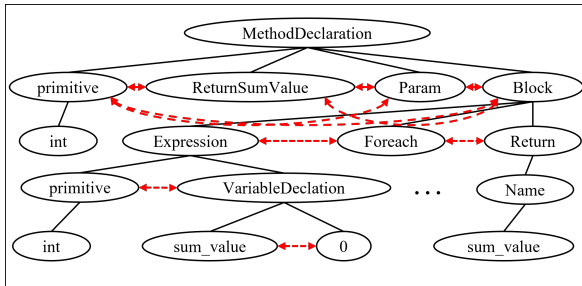 MethodDeclaration
primitive ReturnSumValue Param Block
int Expression Foreach Return
primitive VariableDeclation ... Name
int sum_value 0 sum_value